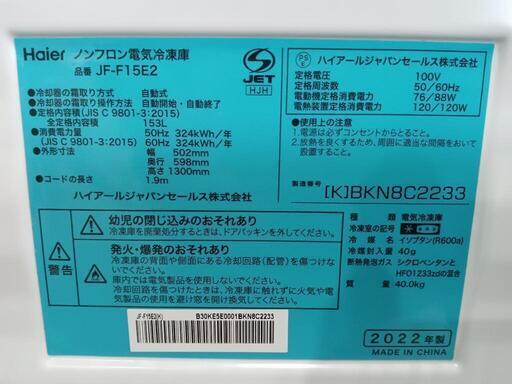 Haier ノンフロン電気冷凍庫
品番 JF-F15E2
JET
HJH
●冷却器の霜取り方式 自動式
●冷却器の霜取操作方法 自動開始・自動終了
●(JIS C 9801-3:2015)
全定格内容積 153L
●消費電力量 50Hz 324kWh/年
(JIS C 9801-3:2015) 60Hz 324kWh/年
●外形寸法 幅 502mm
奥行 598mm
高さ 1300mm
●コードの長さ 1.9m
ハイアールジャパンセールス株式会社
PS
E
ハイアールジャパンセールス株式会社
定格電圧 100V
定格周波数 50/60Hz
電動機定格消費電力 76/88W
電熱装置定格消費電力 120/120W
●使用上の注意
1.電源は必ずコンセントからとること。
2.放熱を良くするため、周囲に適当な間隔をおいて
設置すること。
製造番号 [K]BKN8C2233
警告
幼児の閉じ込みのおそれあり
冷凍庫を廃棄処分するときは、ドアパッキンを外してください。
発火・爆発のおそれあり
冷凍庫の背面や側面にある冷却回路(配管)を傷つけ
ないでください。
庫内では電気製品を使用しないでください。
冷却回路を傷つけたときは、冷凍庫に触れずに火気や電
気製品の使用を避け窓を開け換気してください。
種類 電気冷凍庫
冷凍室の記号
冷媒 イソブタン(R600a)
冷媒封入量 40g
断熱発泡ガス シクロペンタンと
HFO1233zdの混合
質量 40.0kg
JF-F15E2(K) B30KE5E0001BKN8C2233
2022年製
MADE IN CHINA